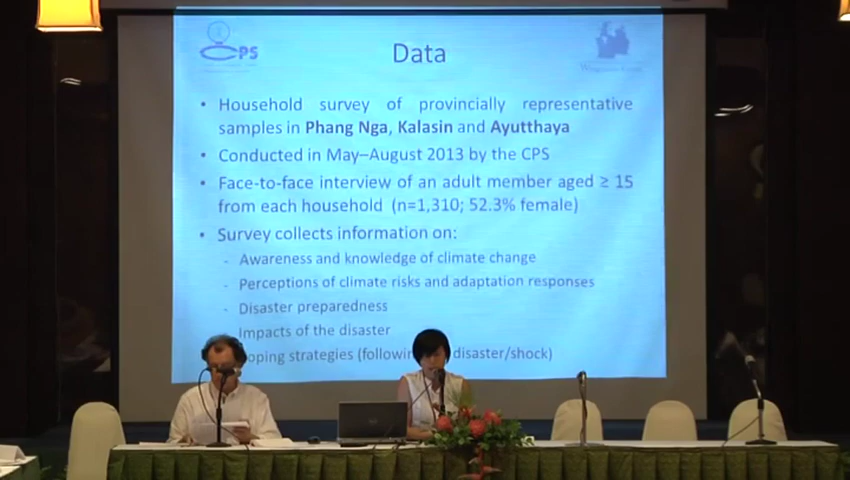 CPS
Data
• Household survey of provincially representative
samples in Phang Nga, Kalasin and Ayutthaya
• Conducted in May–August 2013 by the CPS
• Face-to-face interview of an adult member aged ≥ 15
from each household (n=1,310; 52.3% female)
• Survey collects information on:
- Awareness and knowledge of climate change
- Perceptions of climate risks and adaptation responses
- Disaster preparedness
Impacts of the disaster
oping strategies (followin disaster/shock)